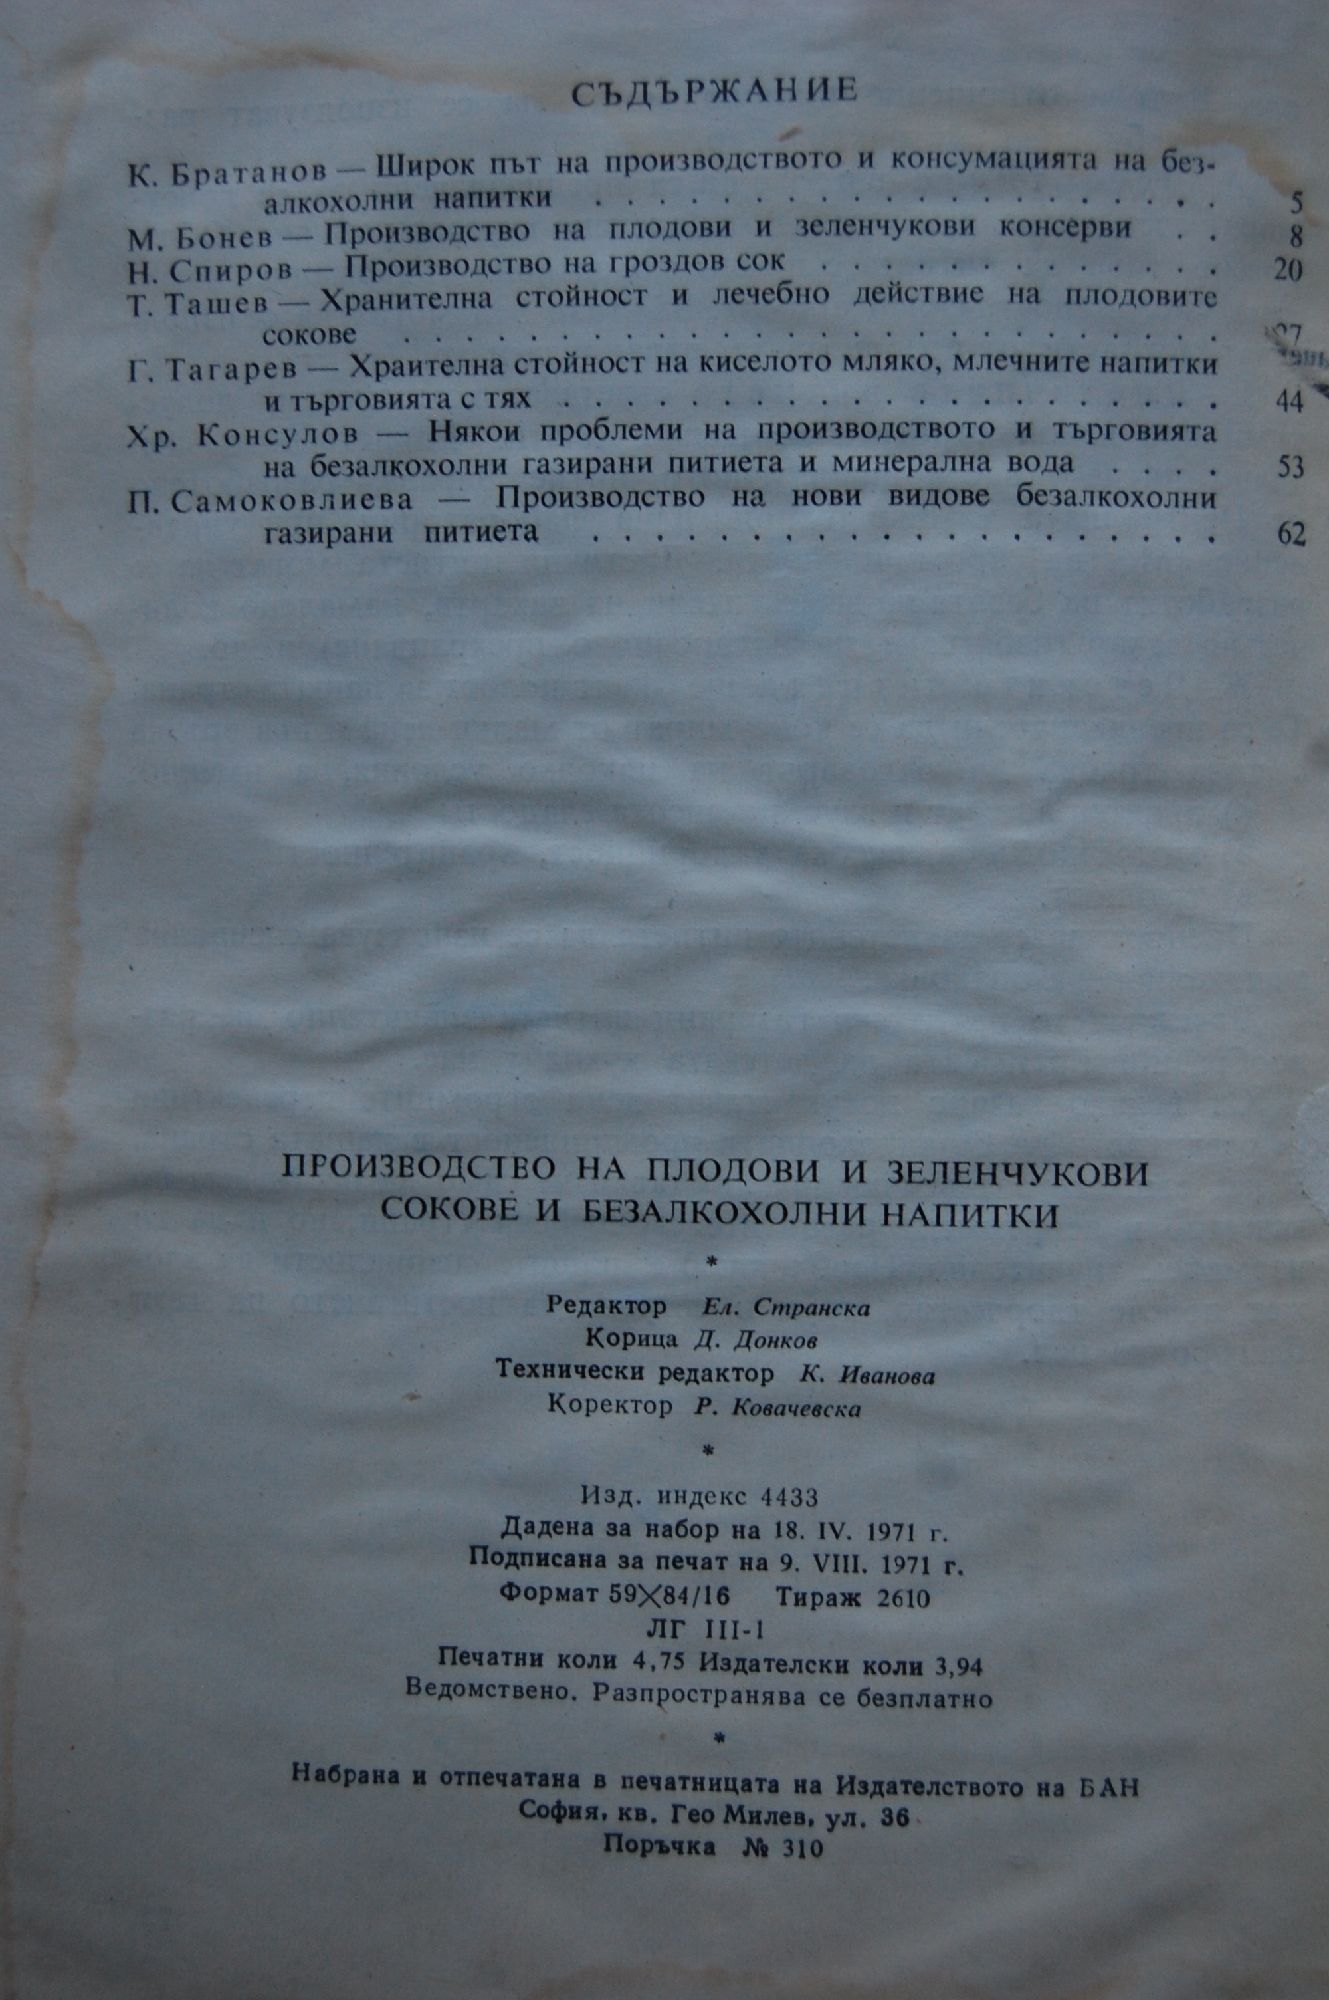 СЪДЪРЖАНИЕ
К. Братанов — Широк път на производството и консумацията на без-
алкохолни напитки . . . . . . . . . . . . . . . . . . . . 5
М. Бонев — Производство на плодови и зеленчукови консерви . . 8
Н. Спиров — Производство на гроздов сок . . . . . . . . . . . . . 20
Т. Ташев — Хранителна стойност и лечебно действие на плодовите
сокове . . . . . . . . . . . . . . . . . . . . . . . . . .
Г. Тагарев — Храителна стойност на киселото мляко, млечните напитки
и търговията с тях . . . . . . . . . . . . . . . . . . . . . 44
Хр. Консулов — Някои проблеми на производството и търговията
на безалкохолни газирани питиета и минерална вода . . . . 53
П. Самоковлиева — Производство на нови видове безалкохолни
газирани питиета . . . . . . . . . . . . . . . . . . . . 62
ПРОИЗВОДСТВО НА ПЛОДОВИ И ЗЕЛЕНЧУКОВИ
СОКОВЕ И БЕЗАЛКОХОЛНИ НАПИТКИ
*
Редактор Ел. Странска
Корица Д. Донков
Технически редактор К. Иванова
Коректор Р. Ковачевска
*
Изд. индекс 4433
Дадена за набор на 18. IV. 1971 г.
Подписана за печат на 9. VIII. 1971 г.
Формат 59×84/16 Тираж 2610
ЛГ III-1
Печатни коли 4,75 Издателски коли 3,94
Ведомствено. Разпространява се безплатно
*
Набрана и отпечатана в печатницата на Издателството на БАН
София, кв. Гео Милев, ул. 36
Поръчка № 310